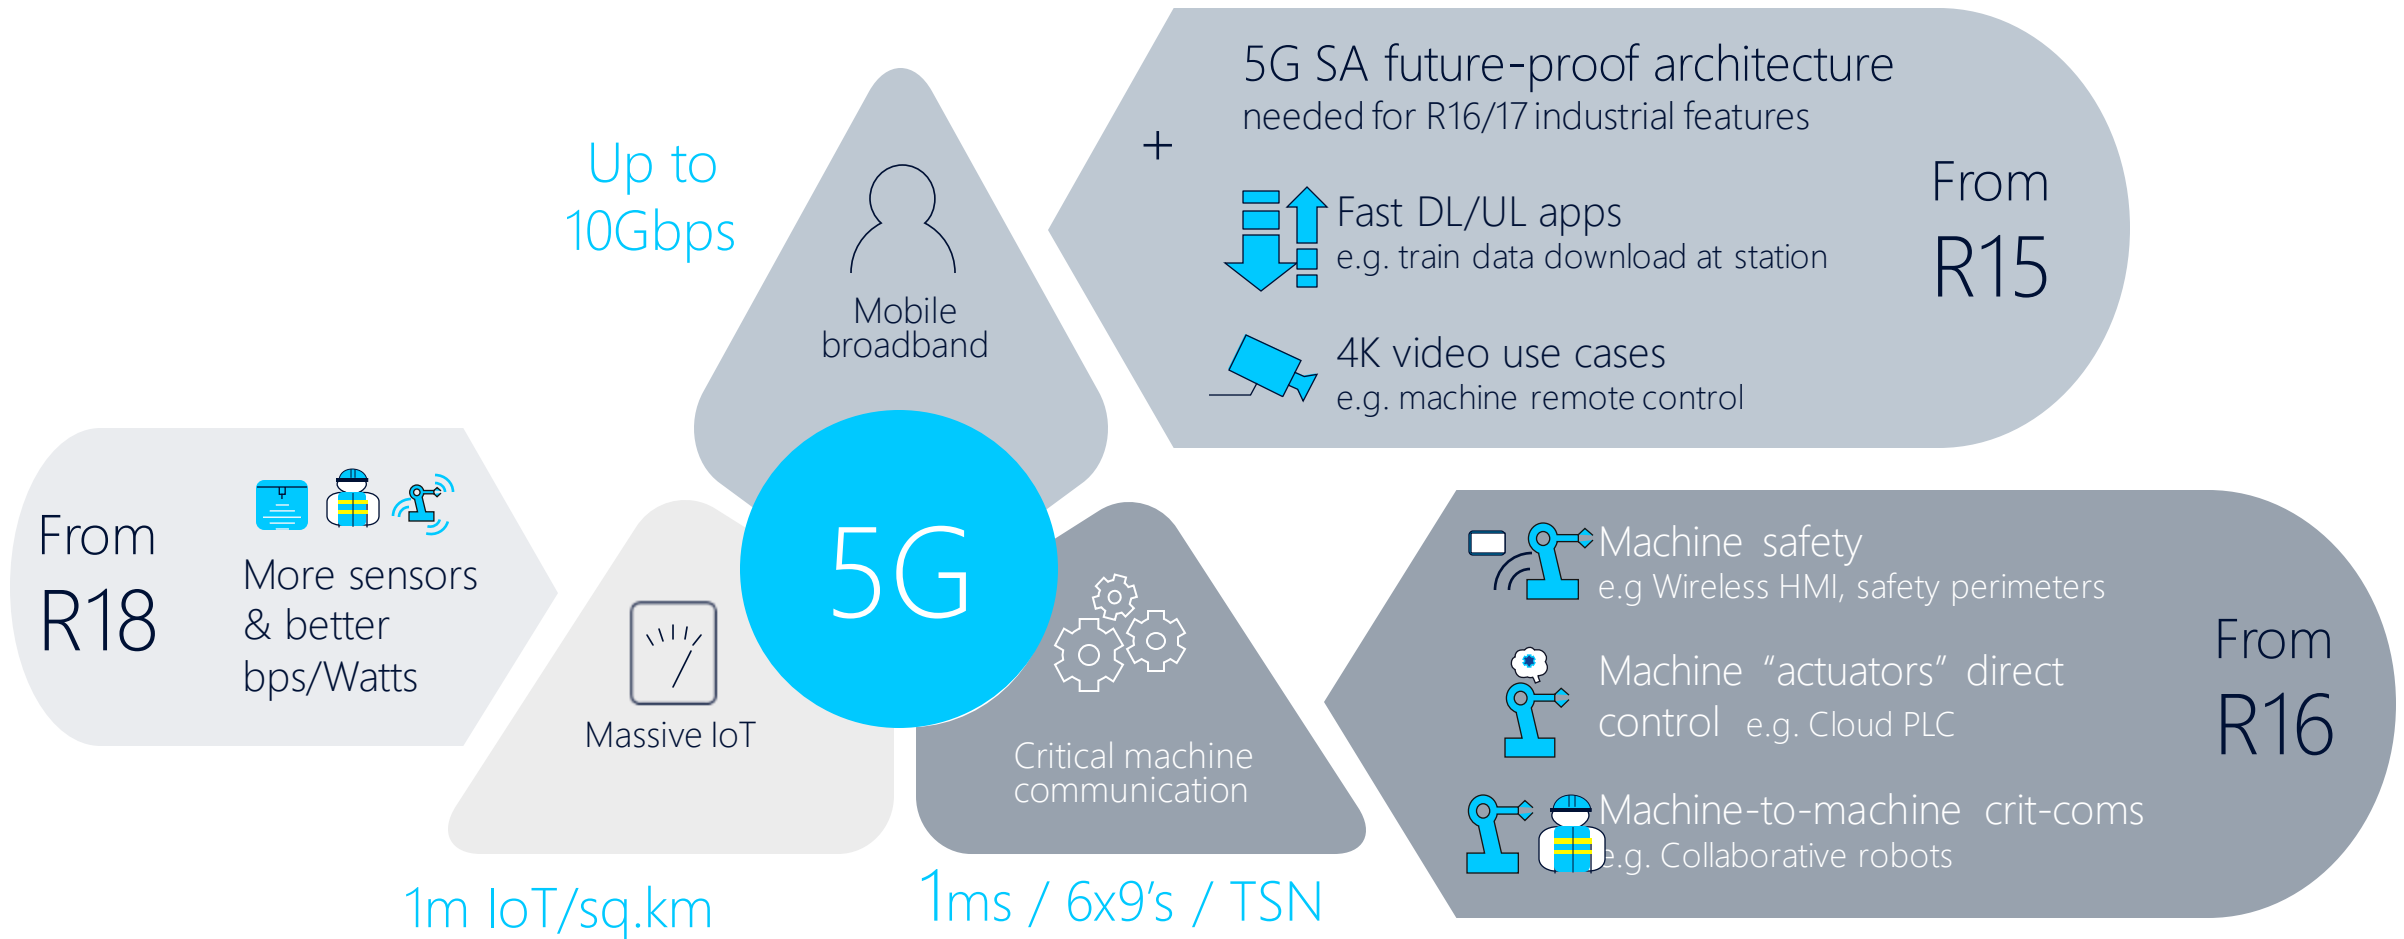 Up to
10Gbps
Mobile
broadband
+
5G SA future-proof architecture
needed for R16/17 industrial features
Fast DL/UL apps
e.g. train data download at station
4K video use cases
e.g. machine remote control
From
R15
From
R18
More sensors
& better
bps/Watts
5G
Massive IoT
Critical machine
communication
1m IoT/sq.km
1ms / 6x9’s / TSN
Machine safety
e.g Wireless HMI, safety perimeters
Machine “actuators” direct
control e.g. Cloud PLC
Machine-to-machine crit-coms
e.g. Collaborative robots
From
R16